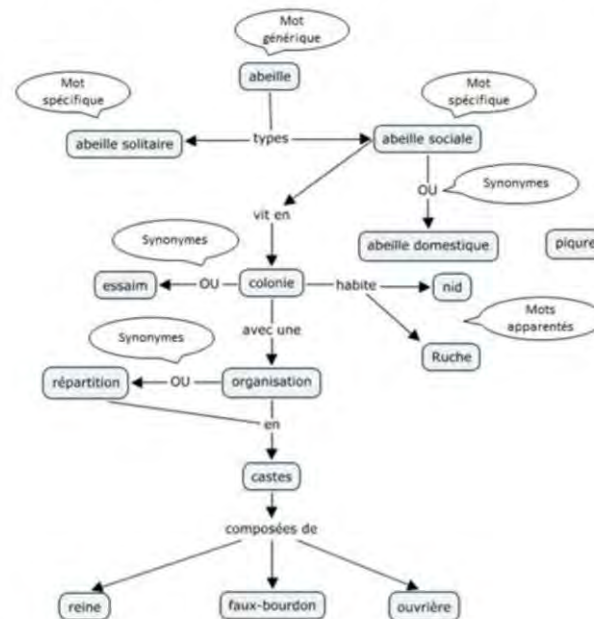 Mot
générique
abeille
Mot
spécifique
Mot
spécifique
abeille solitaire
types
abeille sociale
OU
Synonymes
vit en
abeille domestique
piqure
Synonymes
essaim
OU
colonie
habite
nid
Mots
apparentés
avec une
Synonymes
Ruche
répartition
OU
organisation
en
castes
composées de
reine
faux-bourdon
ouvrière